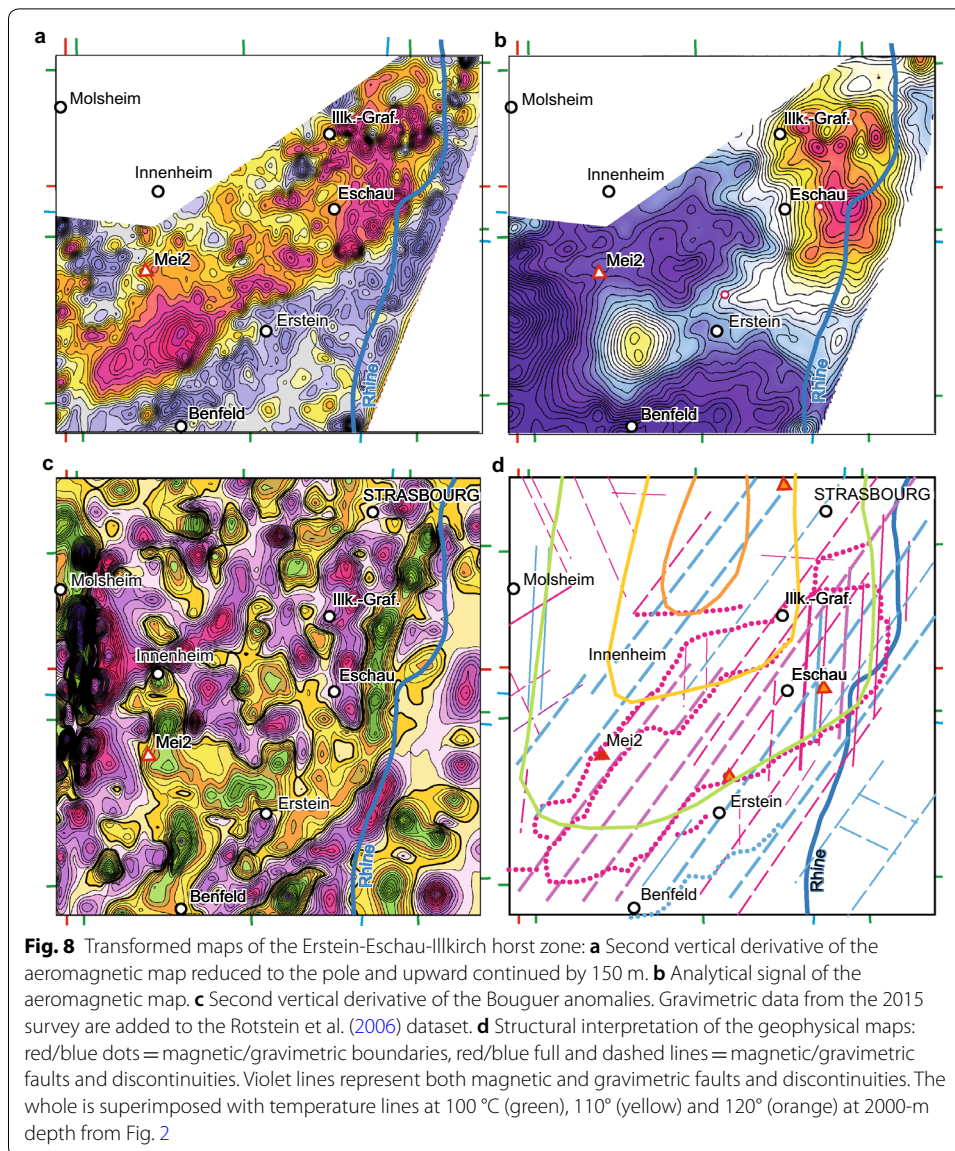 a
b
Molsheim
Illk.-Graf.
Innenheim
Eschau
Mei2
Erstein
Rhine
Benfeld
Molsheim
Illk.-Graf.
Innenheim
Eschau
Mei2
Erstein
Rhine
Benfeld
c
d
STRASBOURG
Molsheim
Illk.-Graf.
Innenheim
Eschau
Mei2
Erstein
Rhine
Benfeld
STRASBOURG
Molsheim
Illk.-Graf.
Innenheim
Eschau
Mei2
Erstein
Rhine
Benfeld
Fig. 8 Transformed maps of the Erstein-Eschau-Illkirch horst zone: a Second vertical derivative of the
aeromagnetic map reduced to the pole and upward continued by 150 m. b Analytical signal of the
aeromagnetic map. c Second vertical derivative of the Bouguer anomalies. Gravimetric data from the 2015
survey are added to the Rotstein et al. (2006) dataset. d Structural interpretation of the geophysical maps:
red/blue dots = magnetic/gravimetric boundaries, red/blue full and dashed lines = magnetic/gravimetric
faults and discontinuities. Violet lines represent both magnetic and gravimetric faults and discontinuities. The
whole is superimposed with temperature lines at 100 °C (green), 110° (yellow) and 120° (orange) at 2000-m
depth from Fig. 2